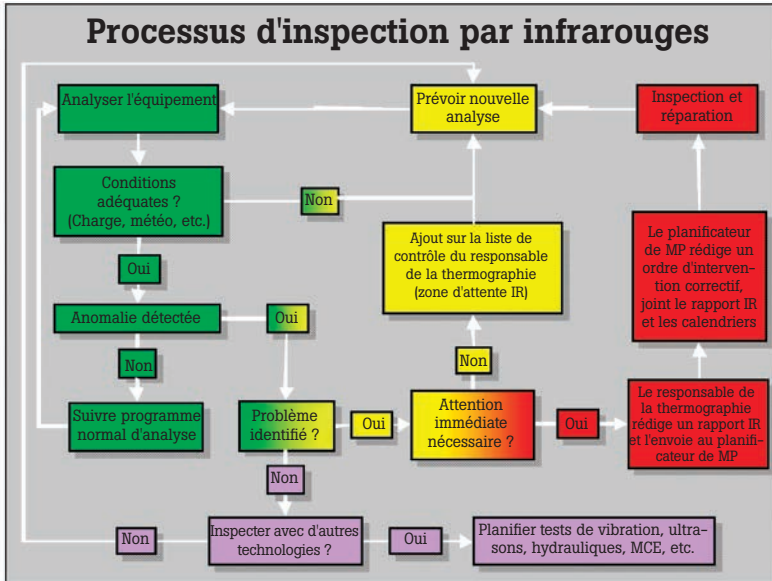 Processus d'inspection par infrarouges
Analyser l'équipement
Prévoir nouvelle
analyse
Inspection et
réparation
Conditions
adéquates ?
(Charge, météo, etc.)
Non
Ajout sur la liste de
contrôle du responsable
de la thermographie
(zone d'attente IR)
Le planificateur
de MP rédige un
ordre d'interven-
tion correctif,
joint le rapport IR
et les calendriers
Oui
Anomalie détectée
Oui
Non
Non
Suivre programme
normal d'analyse
Problème
identifié ?
Oui
Attention
immédiate
nécessaire ?
Oui
Le responsable de
la thermographie
rédige un rapport IR
et l'envoie au planifi-
cateur de MP
Non
Non
Inspecter avec d'autres
technologies ?
Oui
Planifier tests de vibration, ultra-
sons, hydrauliques, MCE, etc.